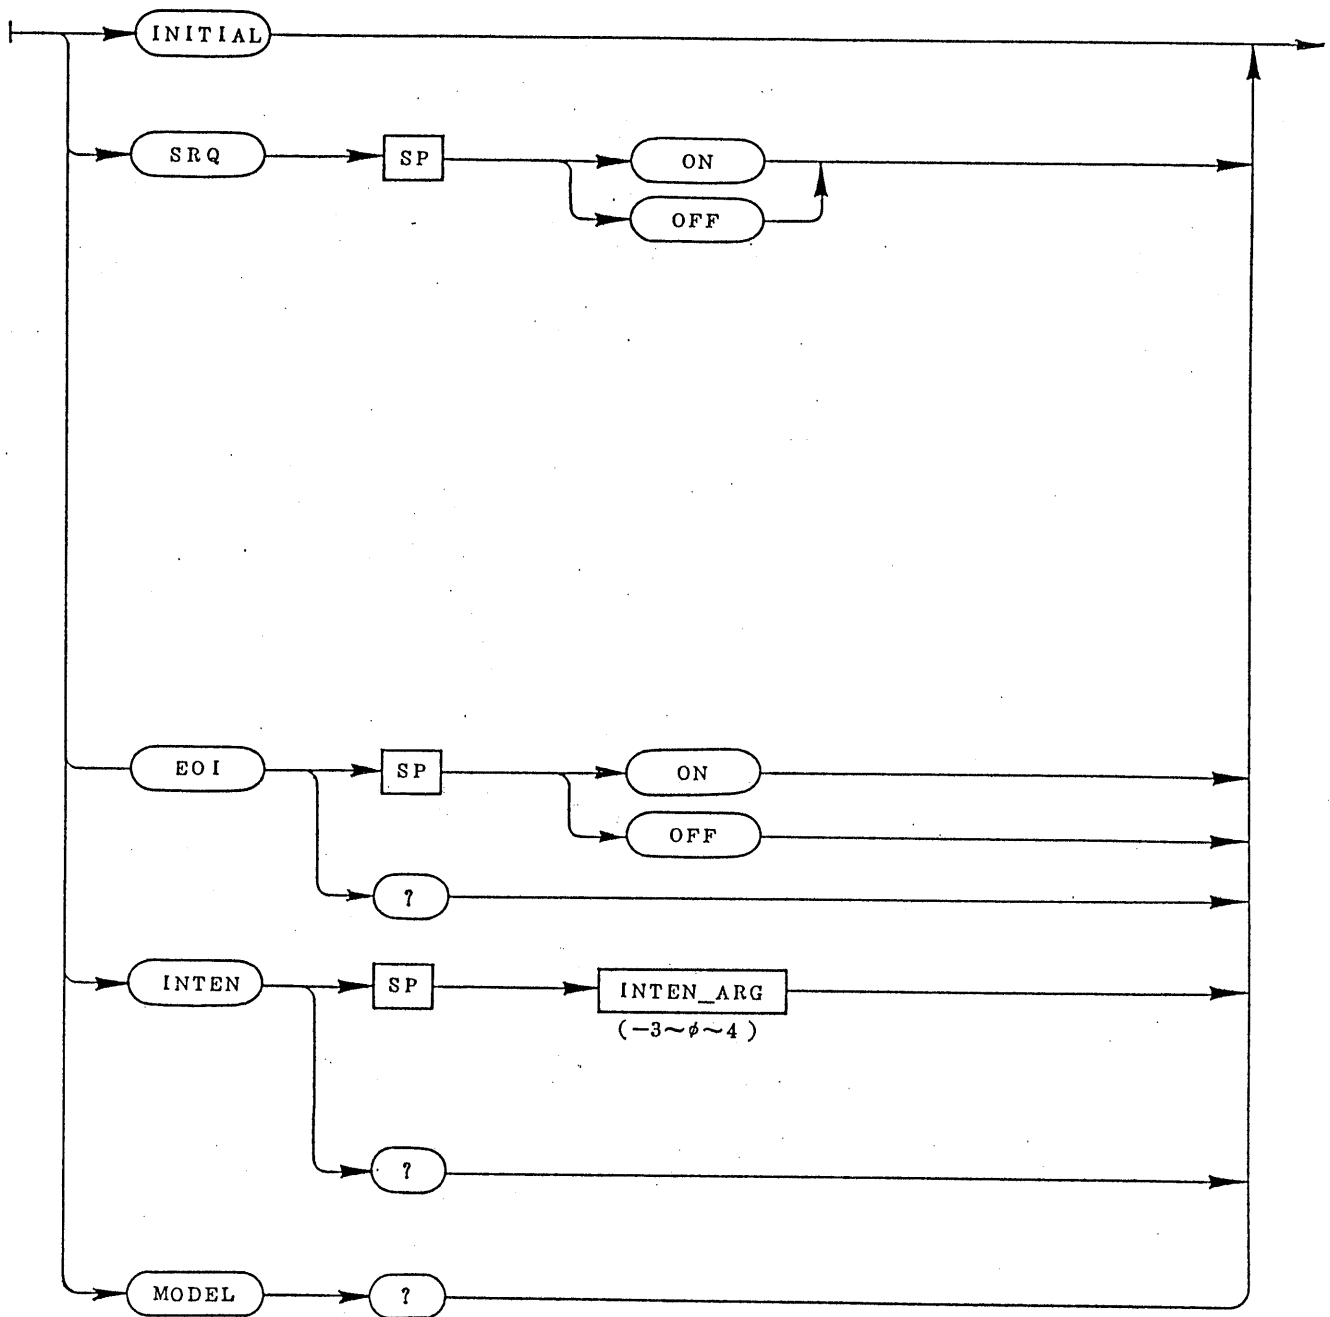 INITIAL
SRQ SP ON
OFF
EOI SP ON
OFF
?
INTEN SP INTEN_ARG
(−3~ø~4)
?
MODEL ?